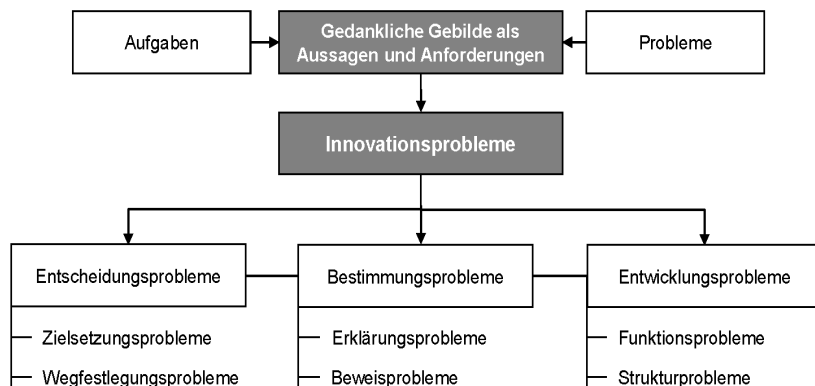 Aufgaben
Gedankliche Gebilde als
Aussagen und Anforderungen
Probleme
Innovationsprobleme
Entscheidungsprobleme
Bestimmungsprobleme
Entwicklungsprobleme
Zielsetzungsprobleme
Erklärungsprobleme
Funktionsprobleme
Wegfestlegungsprobleme
Beweisprobleme
Strukturprobleme